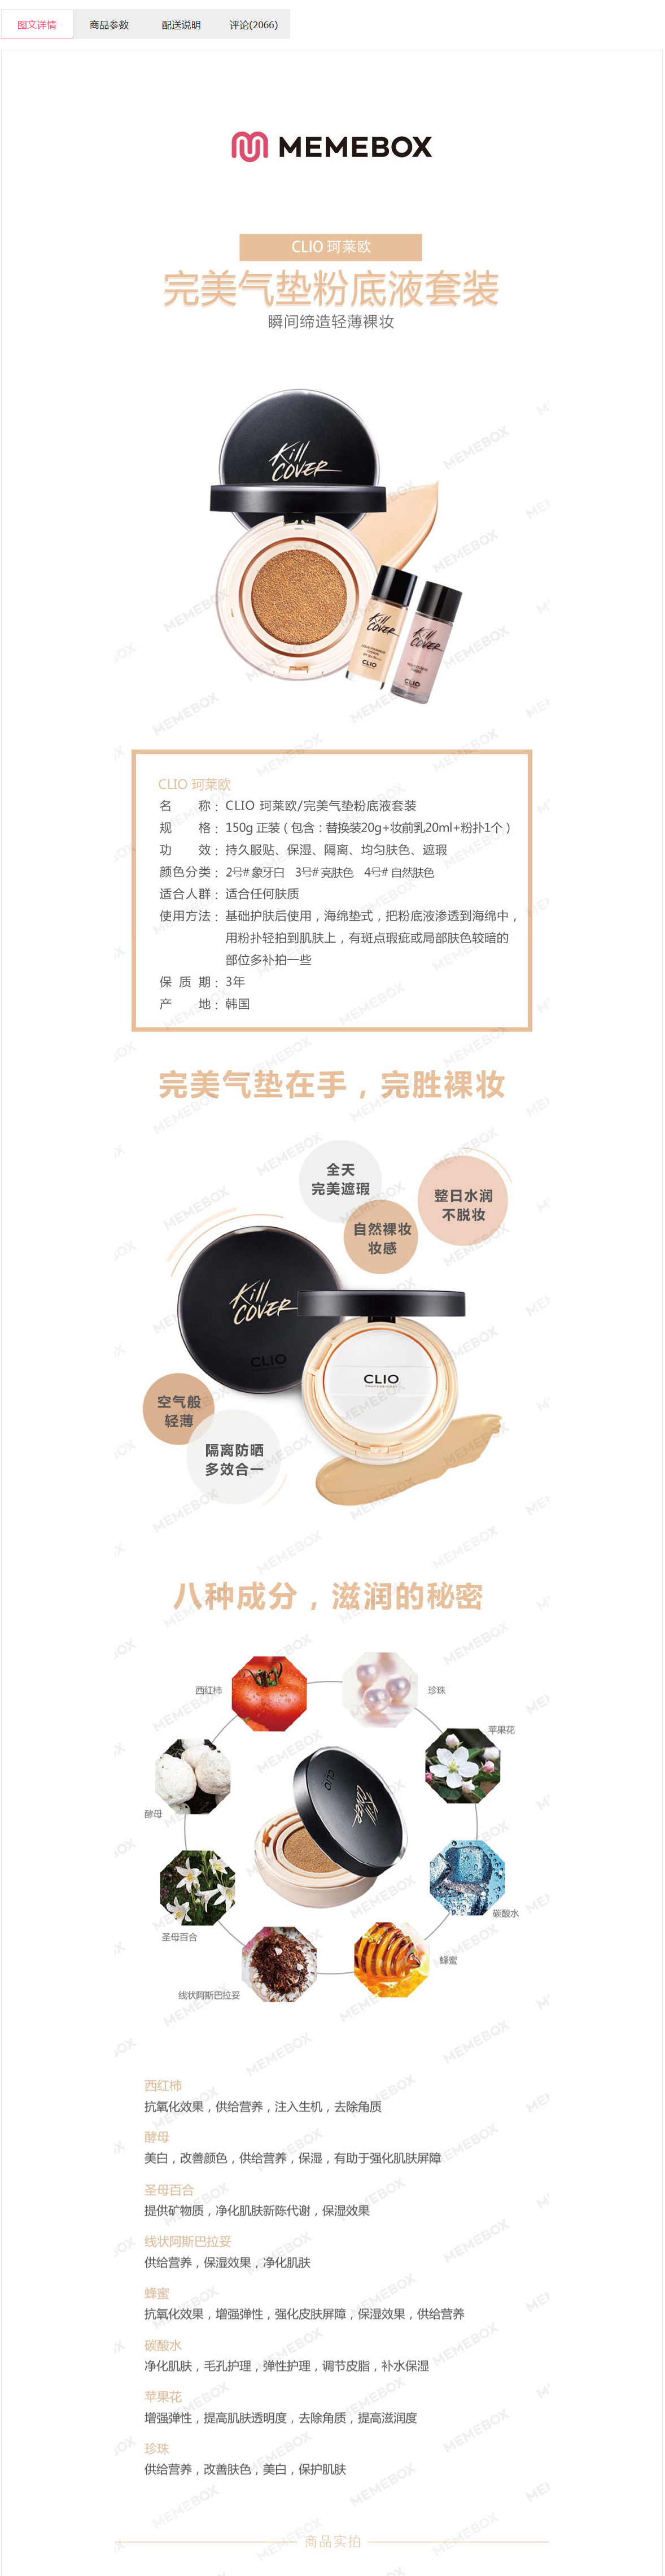 图文详情
商品参数
配送说明
评论(2066)
MEMEBOX
CLIO 珂莱欧
完美气垫粉底液套装
瞬间缔造轻薄裸妆
Kill
COVER
Kill
COVER
CLIO
Kill
COVER
CLIO
CLIO 珂莱欧
名 称：CLIO 珂莱欧/完美气垫粉底液套装
规 格：150g 正装（包含：替换装20g+妆前乳20ml+粉扑1个）
功 效：持久服贴、保湿、隔离、均匀肤色、遮瑕
颜色分类：2号# 象牙白 3号# 亮肤色 4号# 自然肤色
适合人群：适合任何肤质
使用方法：基础护肤后使用，海绵垫式，把粉底液渗透到海绵中，
用粉扑轻拍到肌肤上，有斑点瑕疵或局部肤色较暗的
部位多补拍一些
保 质 期：3年
产 地：韩国
完美气垫在手，完胜裸妆
全天
完美遮瑕
整日水润
不脱妆
自然裸妆
妆感
Kill
COVER
CLIO
CLIO
PROFESSIONAL
空气般
轻薄
隔离防晒
多效合一
八种成分，滋润的秘密
西红柿
珍珠
苹果花
酵母
CLIO
Kill
COVER
圣母百合
碳酸水
蜂蜜
线状阿斯巴拉妥
西红柿
抗氧化效果，供给营养，注入生机，去除角质
酵母
美白，改善颜色，供给营养，保湿，有助于强化肌肤屏障
圣母百合
提供矿物质，净化肌肤新陈代谢，保湿效果
线状阿斯巴拉妥
供给营养，保湿效果，净化肌肤
蜂蜜
抗氧化效果，增强弹性，强化皮肤屏障，保湿效果，供给营养
碳酸水
净化肌肤，毛孔护理，弹性护理，调节皮脂，补水保湿
苹果花
增强弹性，提高肌肤透明度，去除角质，提高滋润度
珍珠
供给营养，改善肤色，美白，保护肌肤
商品实拍